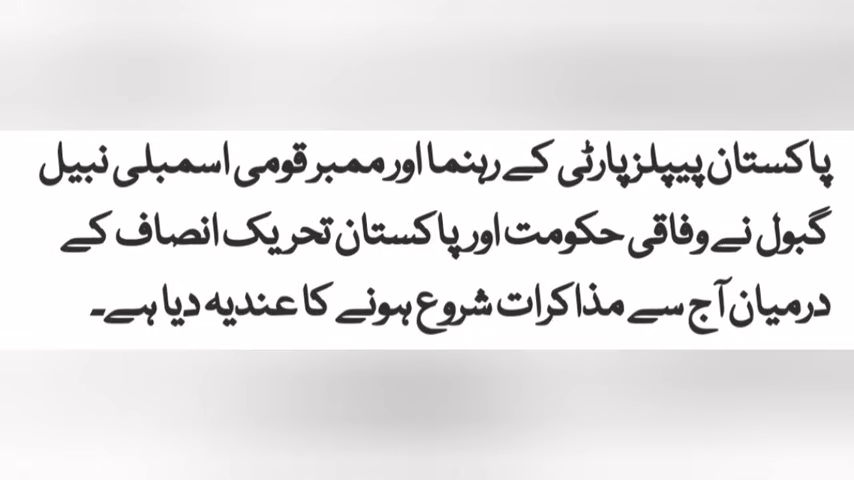 پاکستان پیپلز پارٹی کے رہنما اور ممبر قومی اسمبلی نبیل
گبول نے وفاقی حکومت اور پاکستان تحریک انصاف کے
درمیان آج سے مذاکرات شروع ہونے کا عندیہ دیا ہے۔